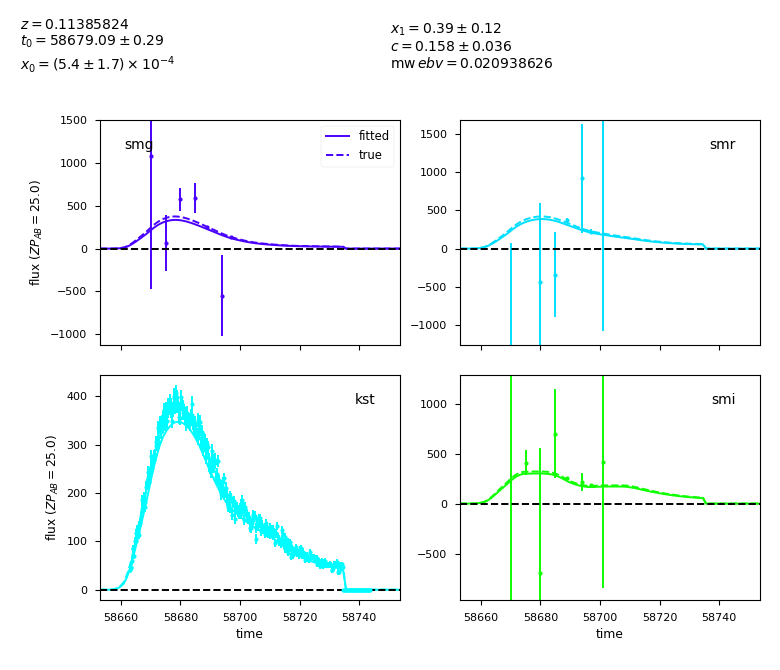 z = 0.11385824
t₀ = 58679.09 ± 0.29
x₀ = (5.4 ± 1.7) × 10⁻⁴
x₁ = 0.39 ± 0.12
c = 0.158 ± 0.036
mw ebv = 0.020938626
smg
fitted
true
flux (ZP_AB = 25.0)
1500
1000
500
0
−500
−1000
smr
1500
1000
500
0
−500
−1000
kst
flux (ZP_AB = 25.0)
400
300
200
100
0
58660 58680 58700 58720 58740
time
smi
1000
500
0
−500
58660 58680 58700 58720 58740
time